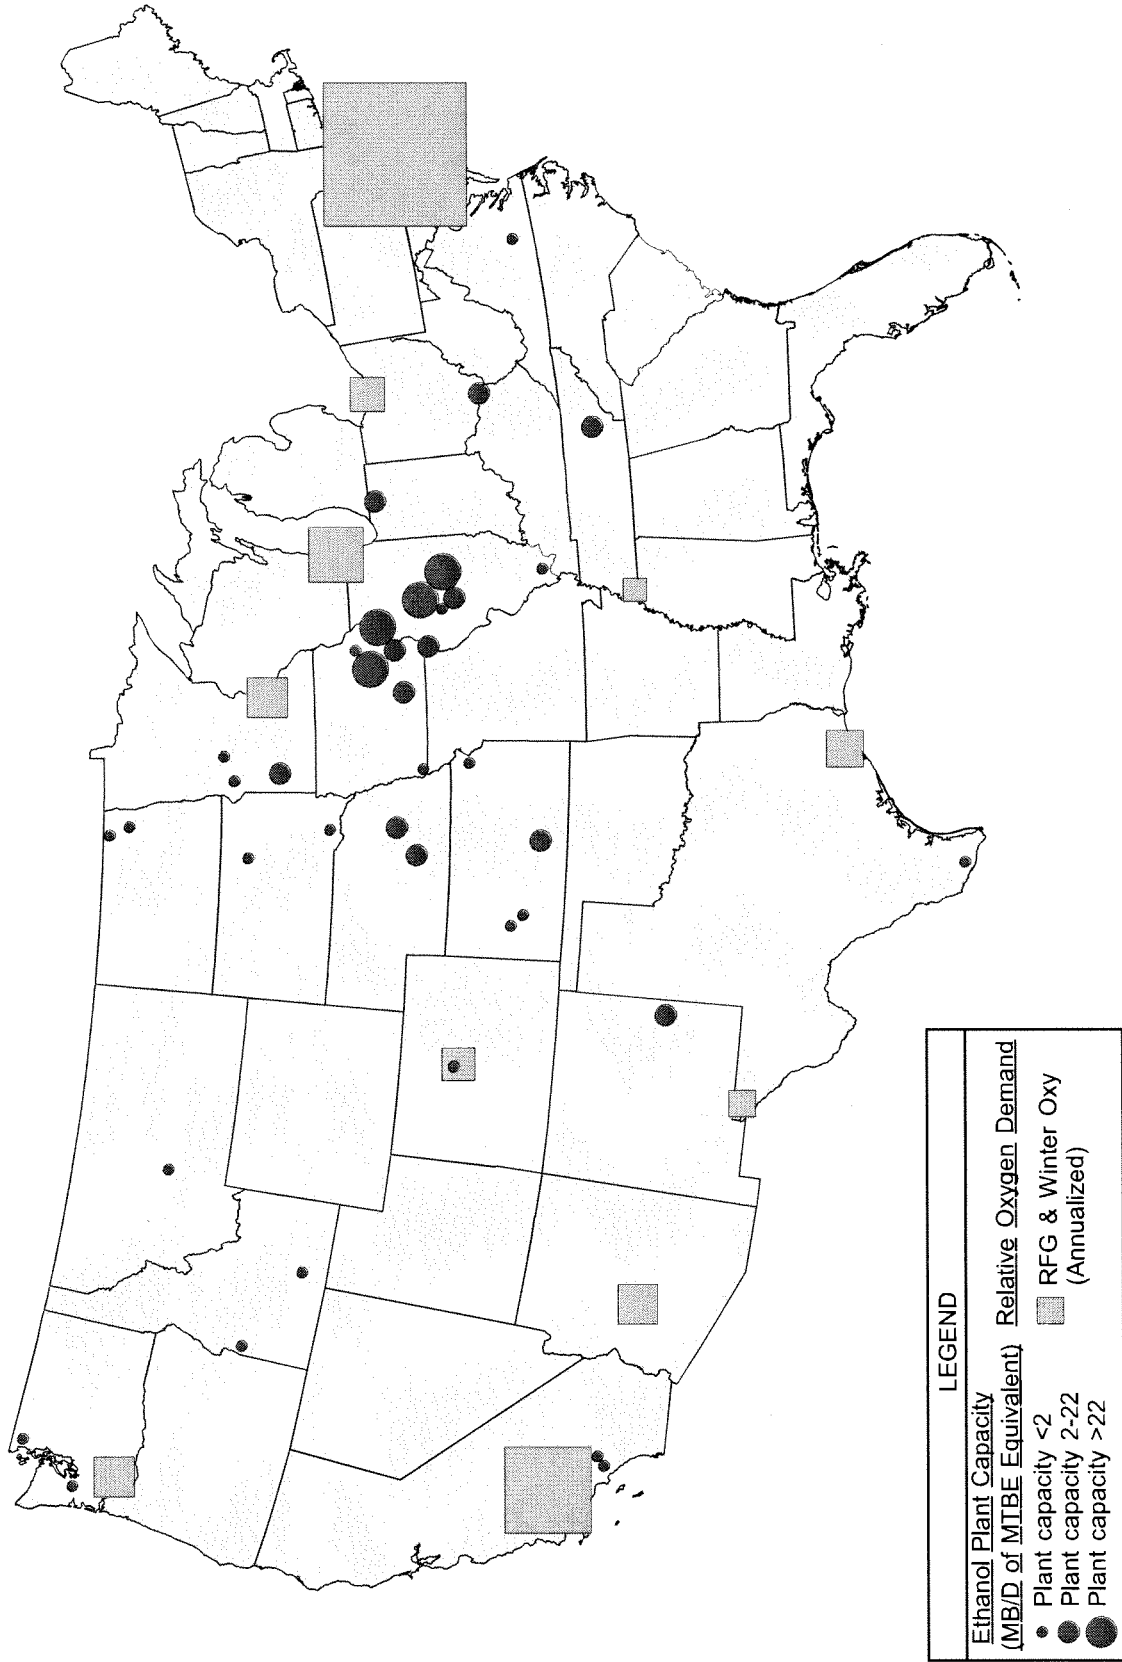 LEGEND
Ethanol Plant Capacity
(MB/D of MTBE Equivalent)
Plant capacity <2
Plant capacity 2-22
Plant capacity >22
Relative Oxygen Demand
RFG & Winter Oxy
(Annualized)